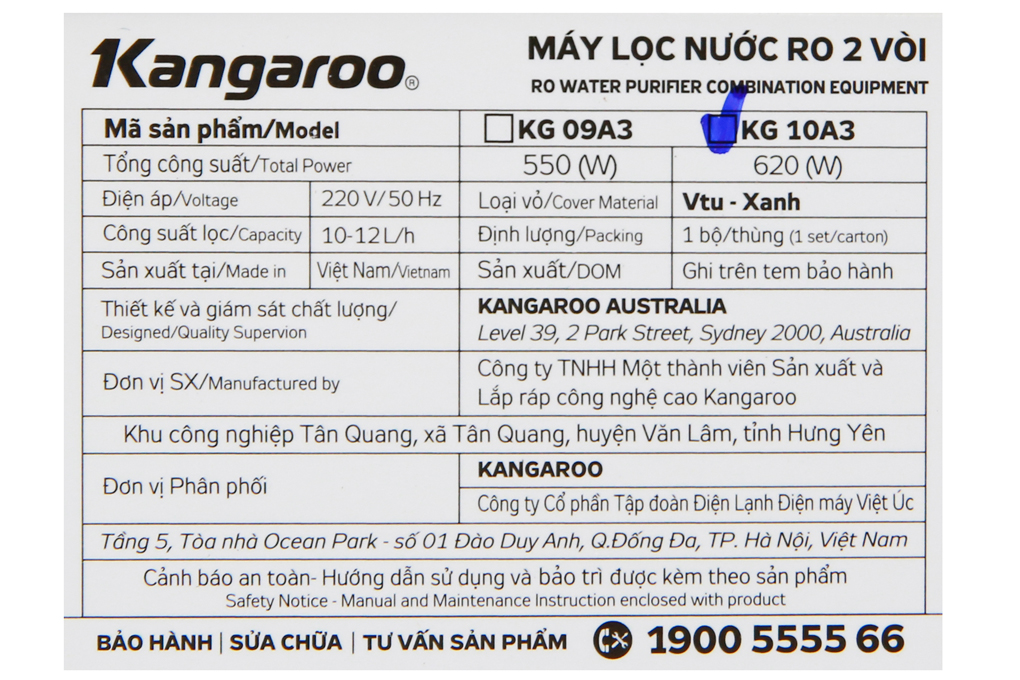 Kangaroo®
MÁY LỌC NƯỚC RO 2 VÒI
RO WATER PURIFIER COMBINATION EQUIPMENT
Mã sản phẩm/Model KG 09A3 KG 10A3
Tổng công suất/Total Power 550 (W) 620 (W)
Điện áp/Voltage 220 V/50 Hz Loại vỏ/Cover Material Vtu - Xanh
Công suất lọc/Capacity 10-12 L/h Định lượng/Packing 1 bộ/thùng (1 set/carton)
Sản xuất tại/Made in Việt Nam/Vietnam Sản xuất/DOM Ghi trên tem bảo hành
Thiết kế và giám sát chất lượng/
Designed/Quality Supervion
KANGAROO AUSTRALIA
Level 39, 2 Park Street, Sydney 2000, Australia
Đơn vị SX/Manufactured by
Công ty TNHH Một thành viên Sản xuất và
Lắp ráp công nghệ cao Kangaroo
Khu công nghiệp Tân Quang, xã Tân Quang, huyện Văn Lâm, tỉnh Hưng Yên
Đơn vị Phân phối
KANGAROO
Công ty Cổ phần Tập đoàn Điện Lạnh Điện máy Việt Úc
Tầng 5, Tòa nhà Ocean Park - số 01 Đào Duy Anh, Q.Đống Đa, TP. Hà Nội, Việt Nam
Cảnh báo an toàn- Hướng dẫn sử dụng và bảo trì được kèm theo sản phẩm
Safety Notice - Manual and Maintenance Instruction enclosed with product
BẢO HÀNH | SỬA CHỮA | TƯ VẤN SẢN PHẨM 1900 5555 66